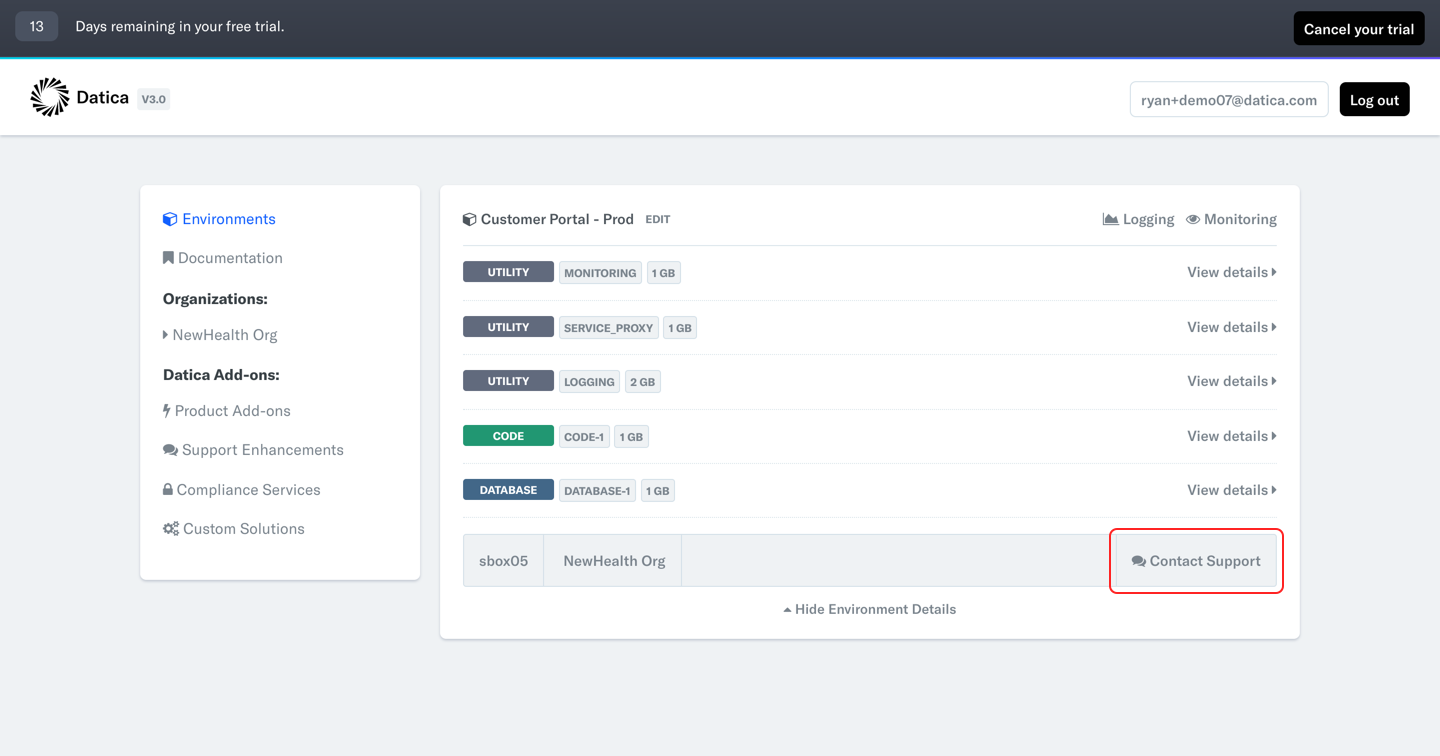 13 Days remaining in your free trial. Cancel your trial
Datica V3.0 ryan+demo07@datica.com Log out
Environments
Documentation
Organizations:
NewHealth Org
Datica Add-ons:
Product Add-ons
Support Enhancements
Compliance Services
Custom Solutions
Customer Portal - Prod EDIT Logging Monitoring
UTILITY MONITORING 1 GB View details
UTILITY SERVICE_PROXY 1 GB View details
UTILITY LOGGING 2 GB View details
CODE CODE-1 1 GB View details
DATABASE DATABASE-1 1 GB View details
sbox05 NewHealth Org Contact Support
Hide Environment Details